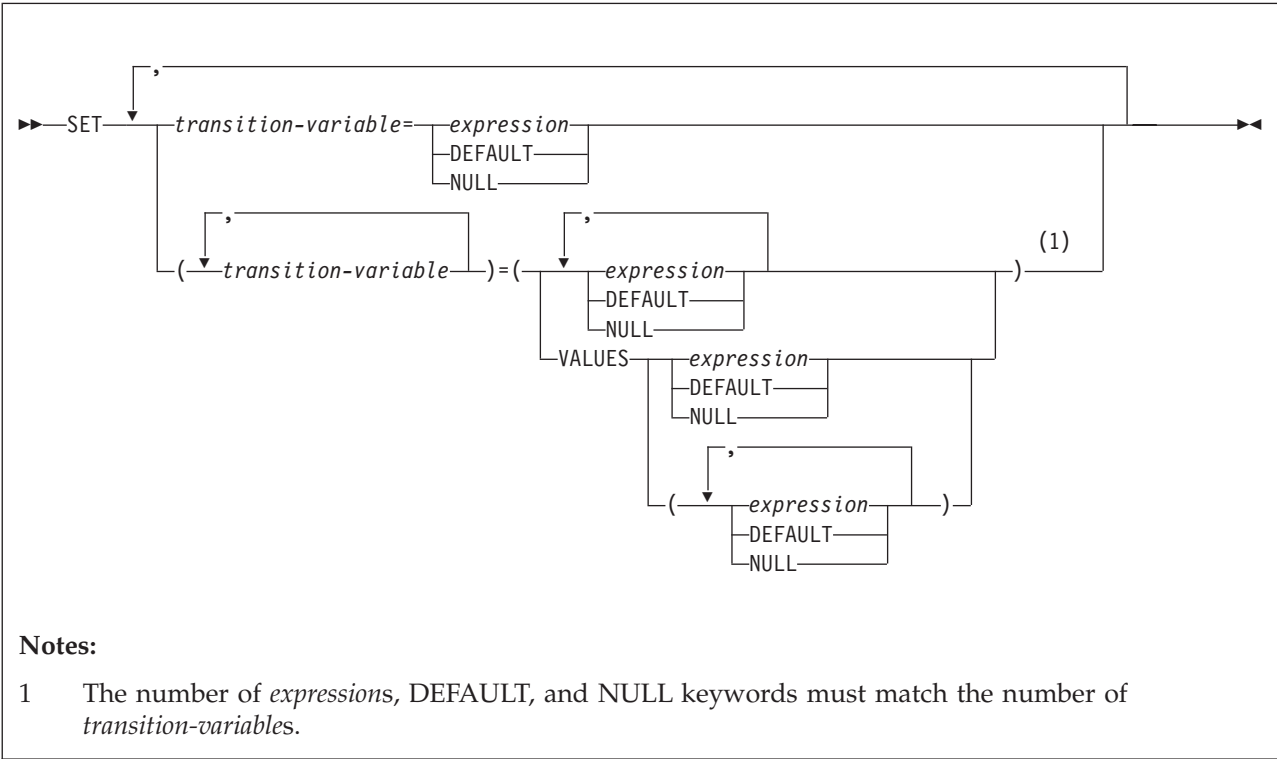 ,
SET transition-variable= expression
DEFAULT
NULL
, ,
(1)
( transition-variable )=( expression )
DEFAULT
NULL
VALUES expression
DEFAULT
NULL
,
( expression )
DEFAULT
NULL
Notes:
1 The number of expressions, DEFAULT, and NULL keywords must match the number of
transition-variables.